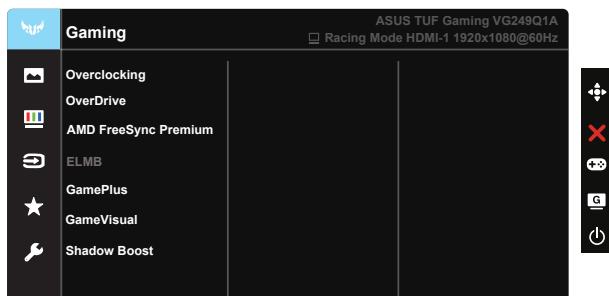 Gaming
ASUS TUF Gaming VG249Q1A
Racing Mode HDMI-1 1920x1080@60Hz
Overclocking
OverDrive
AMD FreeSync Premium
ELMB
GamePlus
GameVisual
Shadow Boost
G